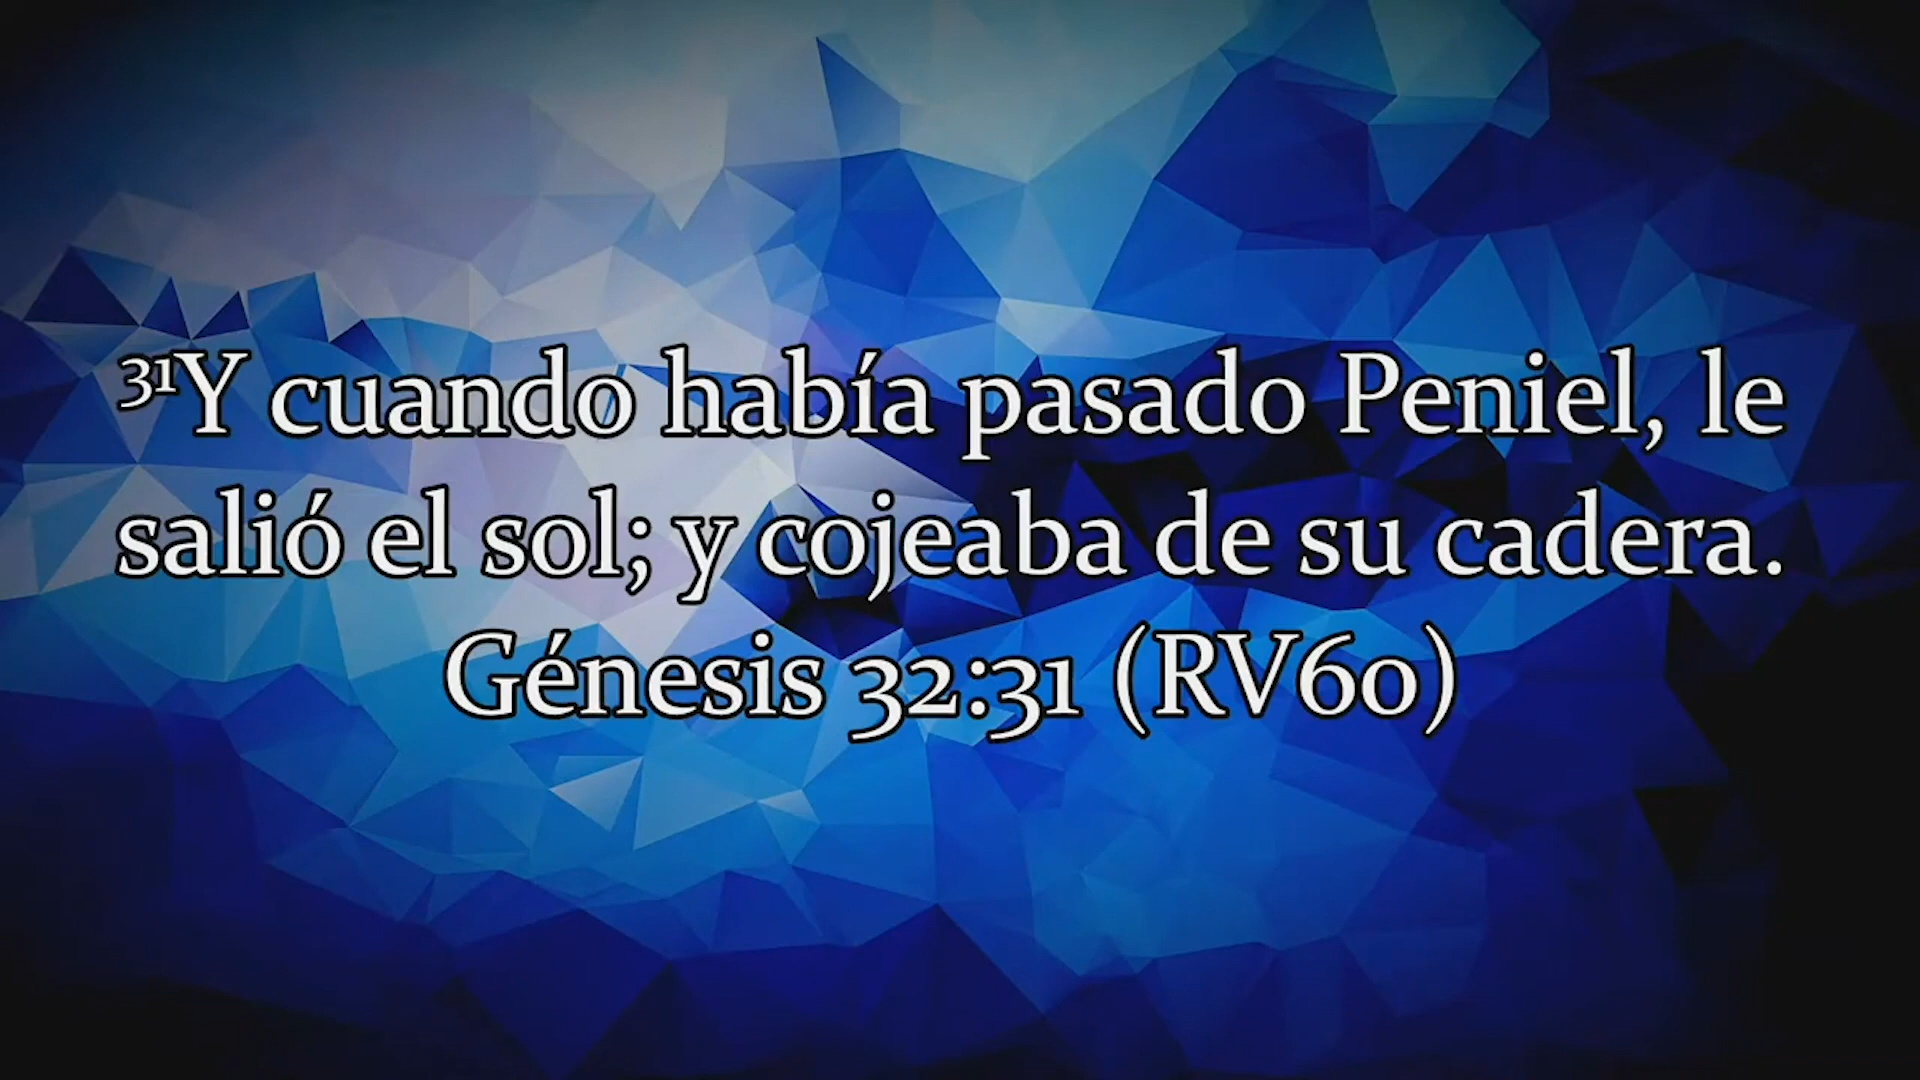 ³¹Y cuando había pasado Peniel, le
salió el sol; y cojeaba de su cadera.
Génesis 32:31 (RV60)